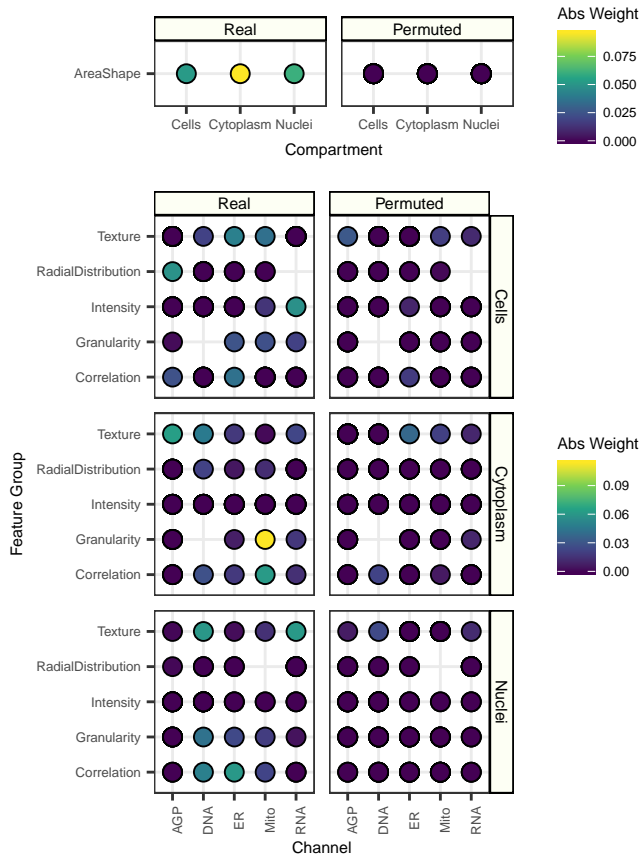 Real Permuted
AreaShape
Cells Cytoplasm Nuclei Cells Cytoplasm Nuclei
Compartment
Abs Weight
0.075
0.050
0.025
0.000
Real Permuted
Texture
RadialDistribution
Intensity
Granularity
Correlation
Cells
Texture
RadialDistribution
Intensity
Granularity
Correlation
Cytoplasm
Texture
RadialDistribution
Intensity
Granularity
Correlation
Nuclei
Feature Group
AGP DNA ER Mito RNA AGP DNA ER Mito RNA
Channel
Abs Weight
0.09
0.06
0.03
0.00